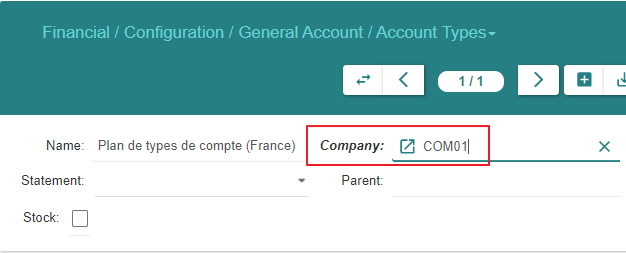 Financial / Configuration / General Account / Account Types
1 / 1
Name: Plan de types de compte (France) Company: COM01
Statement: Parent:
Stock: